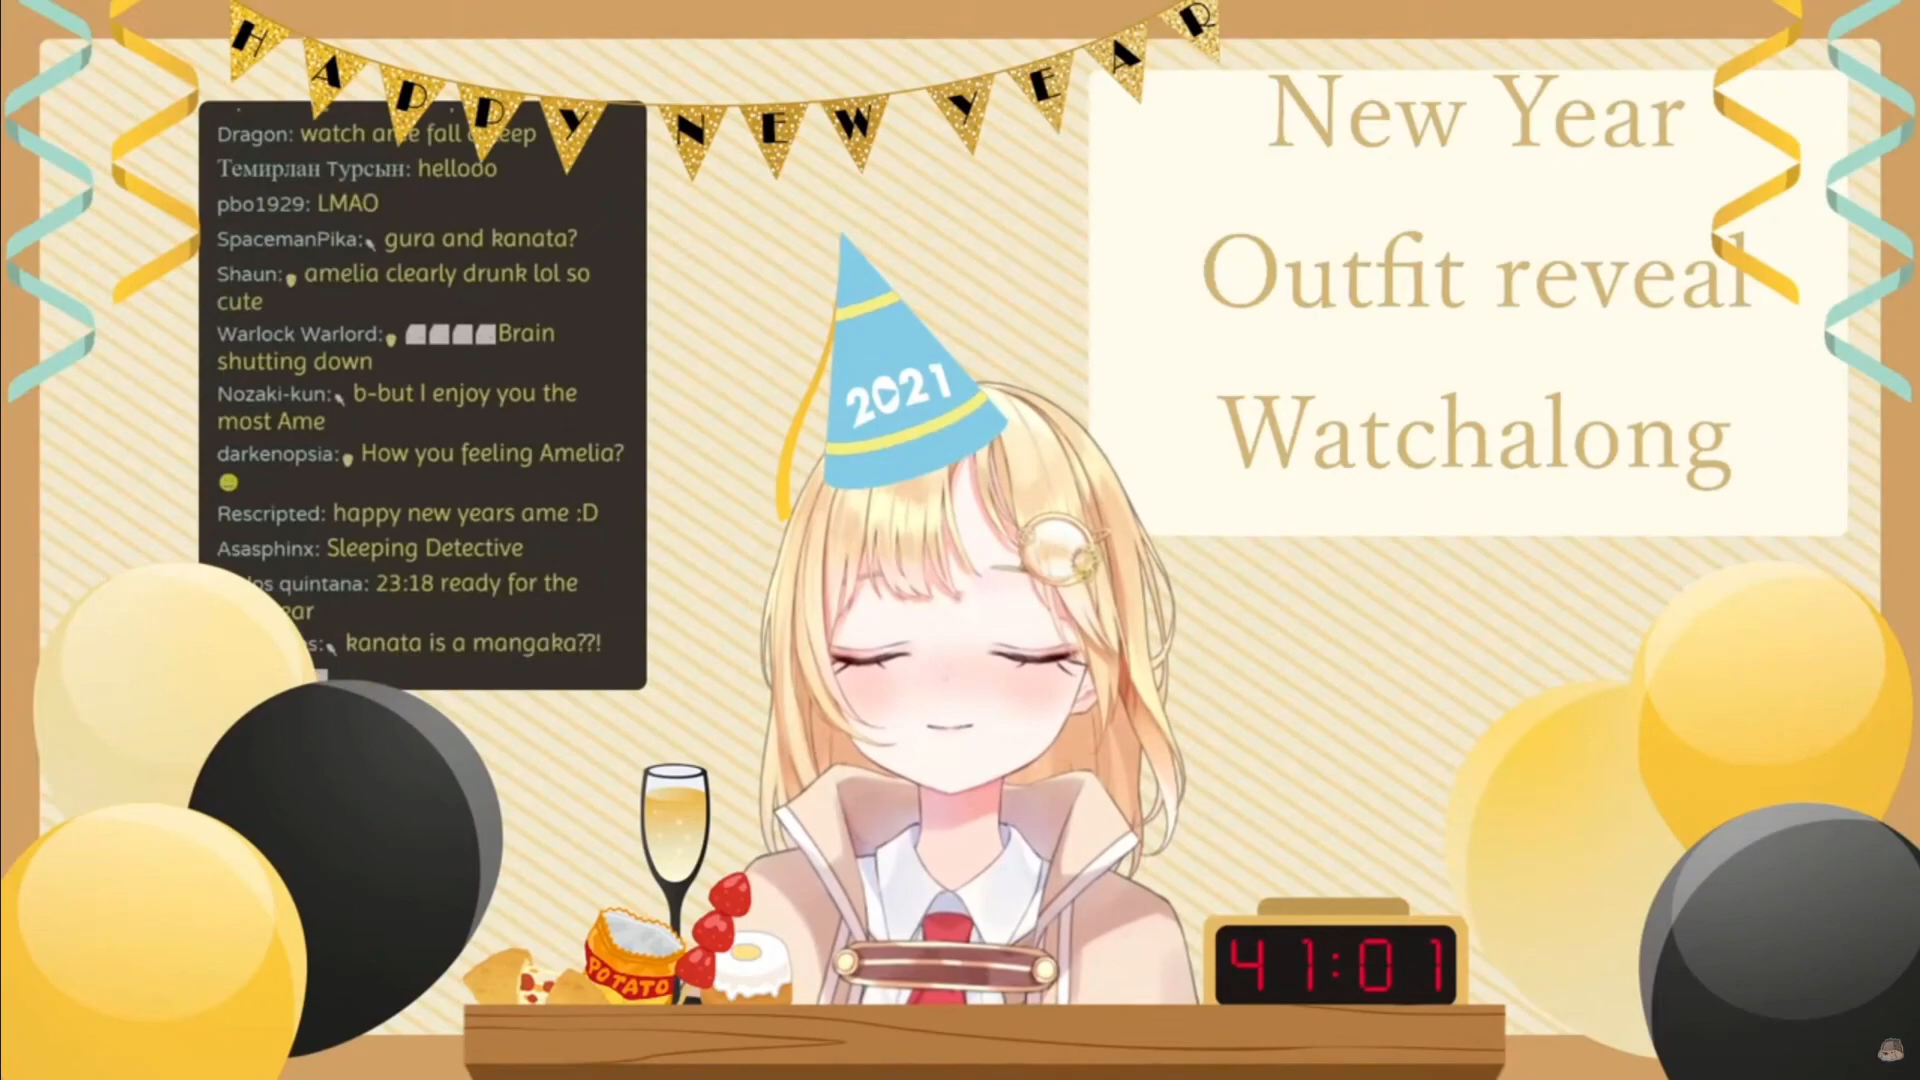 HAPPY NEW YEAR
Dragon: watch ame fall asleep
Темирлан Турсын: hellooo
pbo1929: LMAO
SpacemanPika: gura and kanata?
Shaun: amelia clearly drunk lol so
cute
Warlock Warlord: Brain
shutting down
Nozaki-kun: b-but I enjoy you the
most Ame
darkenopsia: How you feeling Amelia?
Rescripted: happy new years ame :D
Asasphinx: Sleeping Detective
quintana: 23:18 ready for the
kanata is a mangaka??!
New Year
Outfit reveal
Watchalong
2021
POTATO
41:01